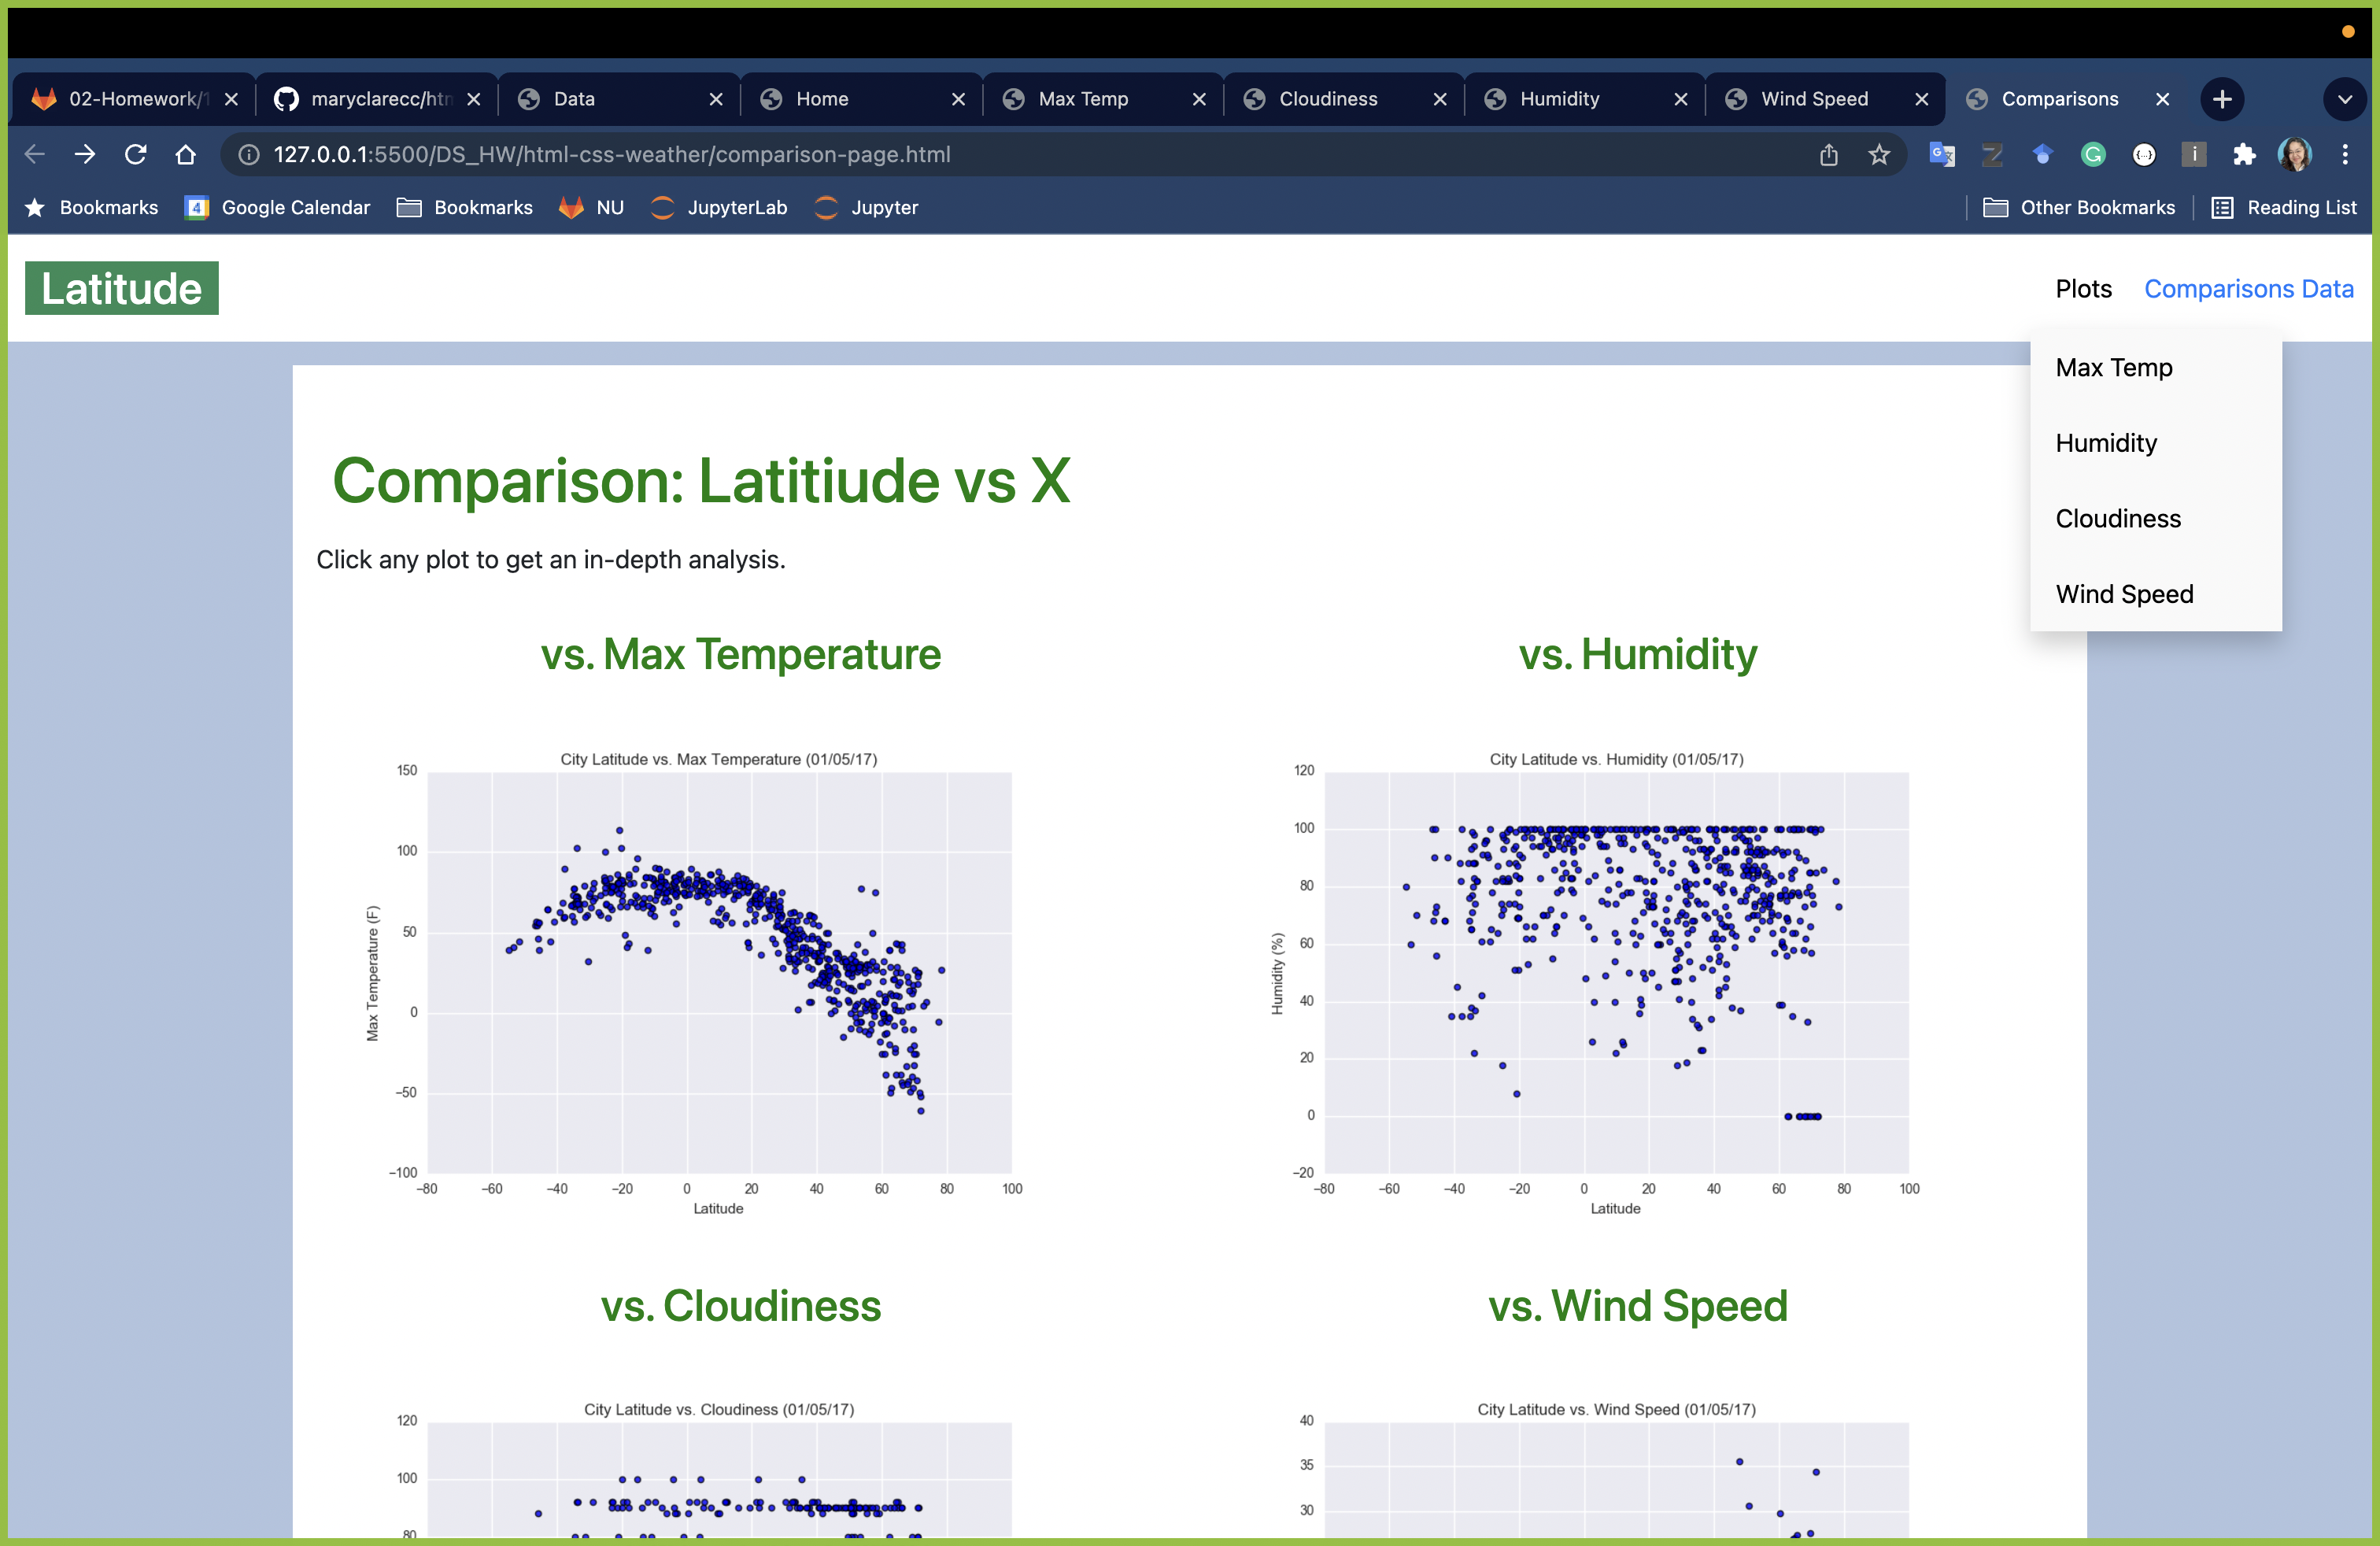 02-Homework/1
maryclarecc/htm
Data
Home
Max Temp
Cloudiness
Humidity
Wind Speed
Comparisons
127.0.0.1:5500/DS_HW/html-css-weather/comparison-page.html
Bookmarks
4
Google Calendar
Bookmarks
NU
JupyterLab
Jupyter
Other Bookmarks
Reading List
Latitude
Plots
Comparisons Data
Max Temp
Humidity
Cloudiness
Wind Speed
Comparison: Latitiude vs X
Click any plot to get an in-depth analysis.
vs. Max Temperature
City Latitude vs. Max Temperature (01/05/17)
150
100
50
0
−50
−100
Max Temperature (F)
−80 −60 −40 −20 0 20 40 60 80 100
Latitude
vs. Humidity
City Latitude vs. Humidity (01/05/17)
120
100
80
60
40
20
0
−20
Humidity (%)
−80 −60 −40 −20 0 20 40 60 80 100
Latitude
vs. Cloudiness
City Latitude vs. Cloudiness (01/05/17)
120
100
80
vs. Wind Speed
City Latitude vs. Wind Speed (01/05/17)
40
35
30